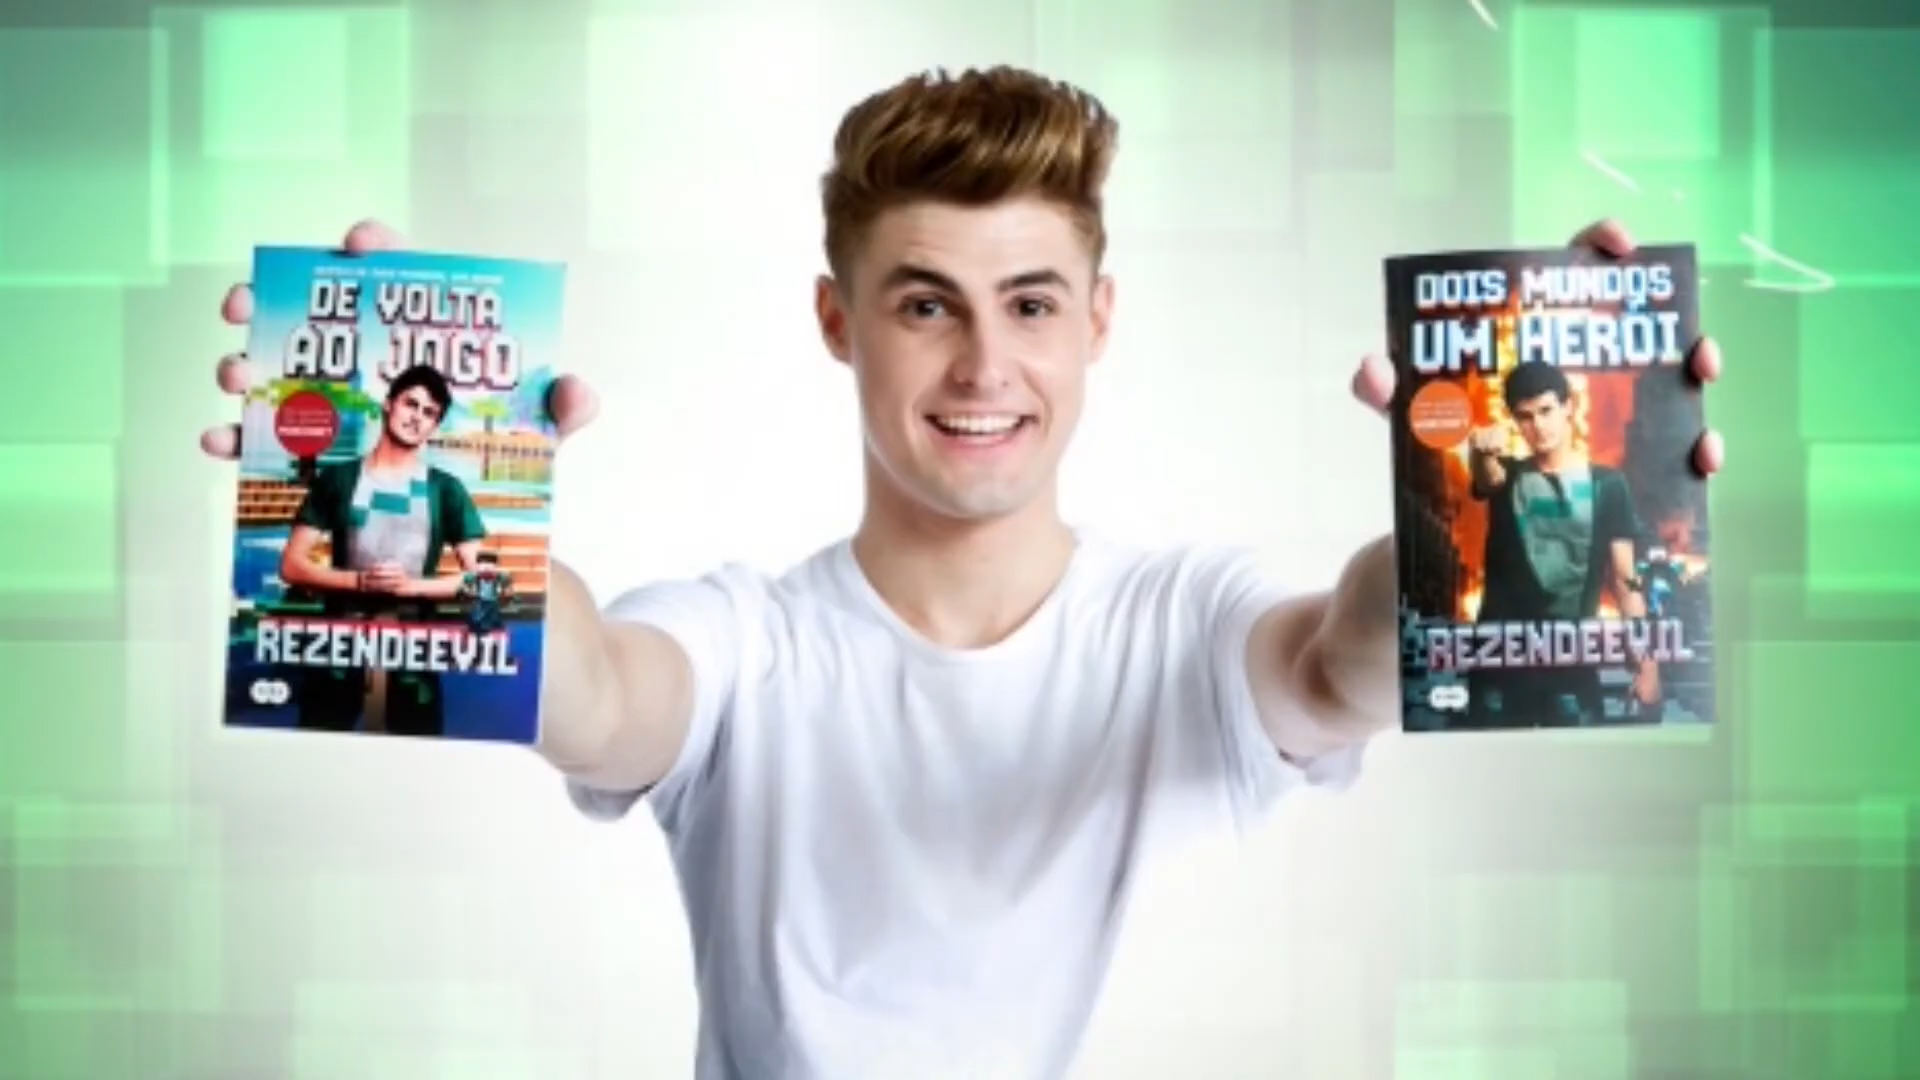 DE VOLTA
AO JOGO
REZENDEEVIL
DOIS MUNDOS
UM HERÓI
REZENDEEVIL